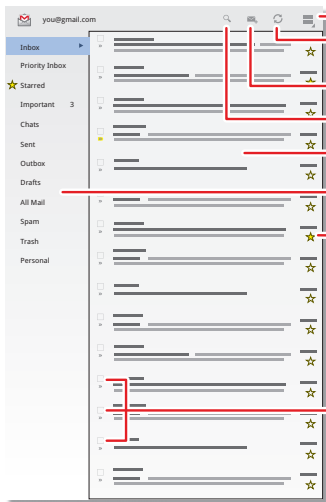 you@gmail.com
Inbox
Priority Inbox
Starred
Important 3
Chats
Sent
Outbox
Drafts
All Mail
Spam
Trash
Personal